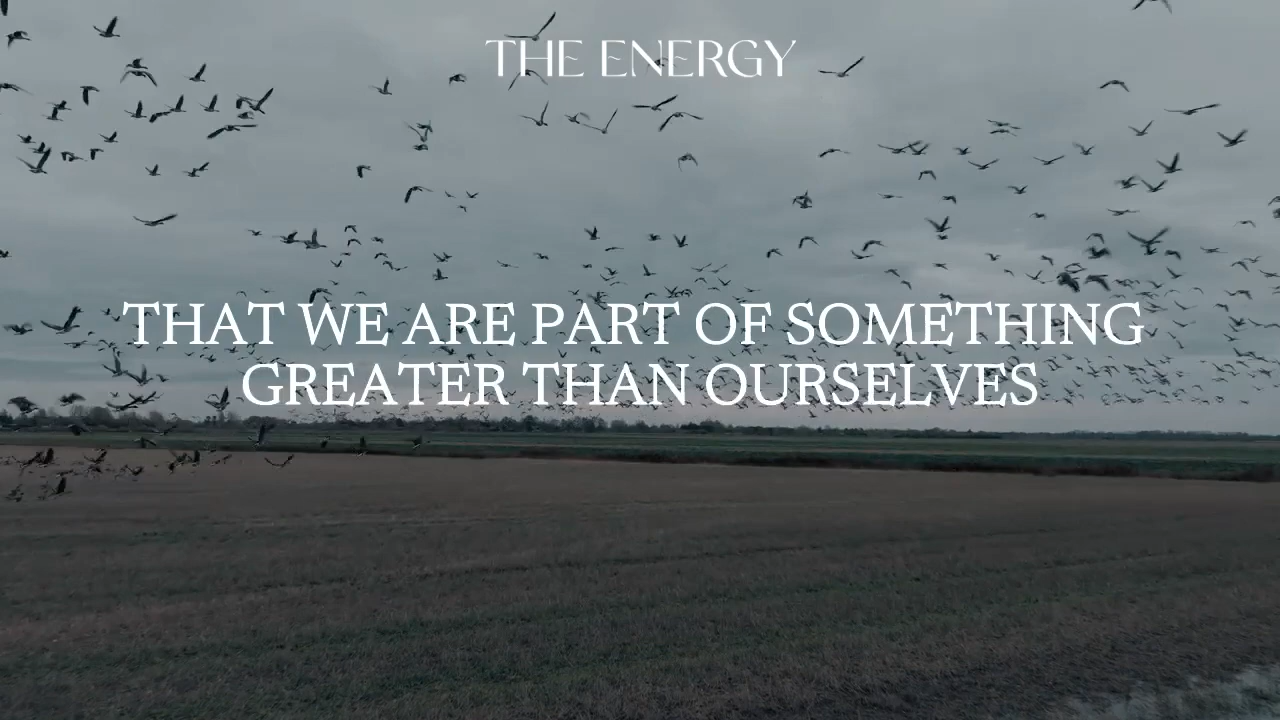 THE ENERGY
THAT WE ARE PART OF SOMETHING
GREATER THAN OURSELVES